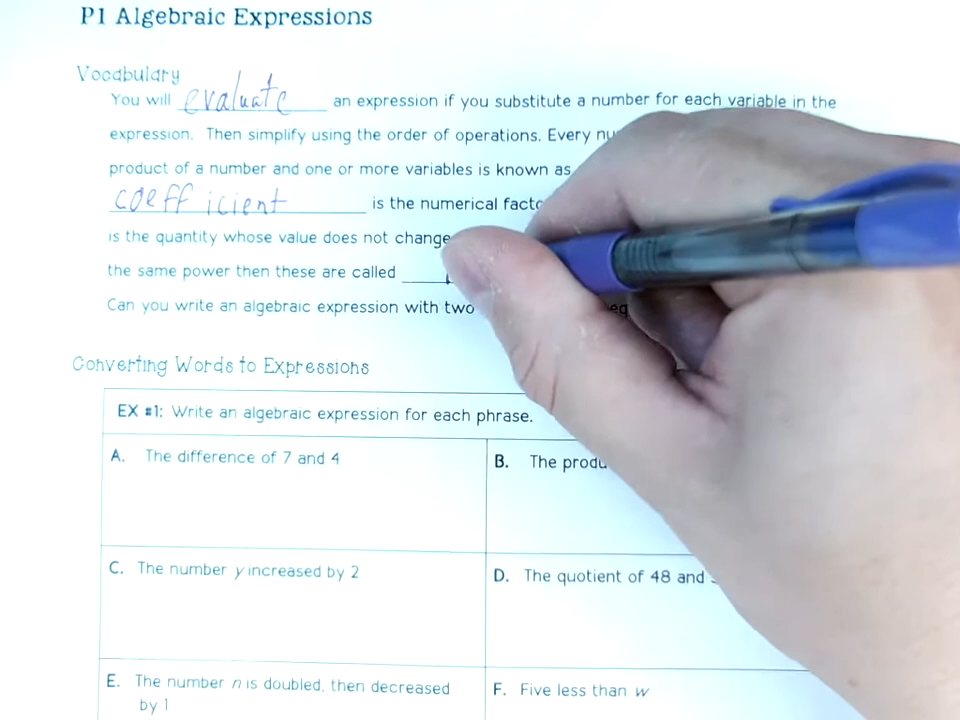 P1 Algebraic Expressions
Vocabulary
You will evaluate an expression if you substitute a number for each variable in the
expression. Then simplify using the order of operations. Every
product of a number and one or more variables is known as
coefficient is the numerical
is the quantity whose value does not change
the same power then these are called
Can you write an algebraic expression with two
Converting Words to Expressions
EX #1: Write an algebraic expression for each phrase.
A. The difference of 7 and 4
B. The
C. The number y increased by 2
D. The quotient of 48 and
E. The number n is doubled, then decreased
by 1
F. Five less than w